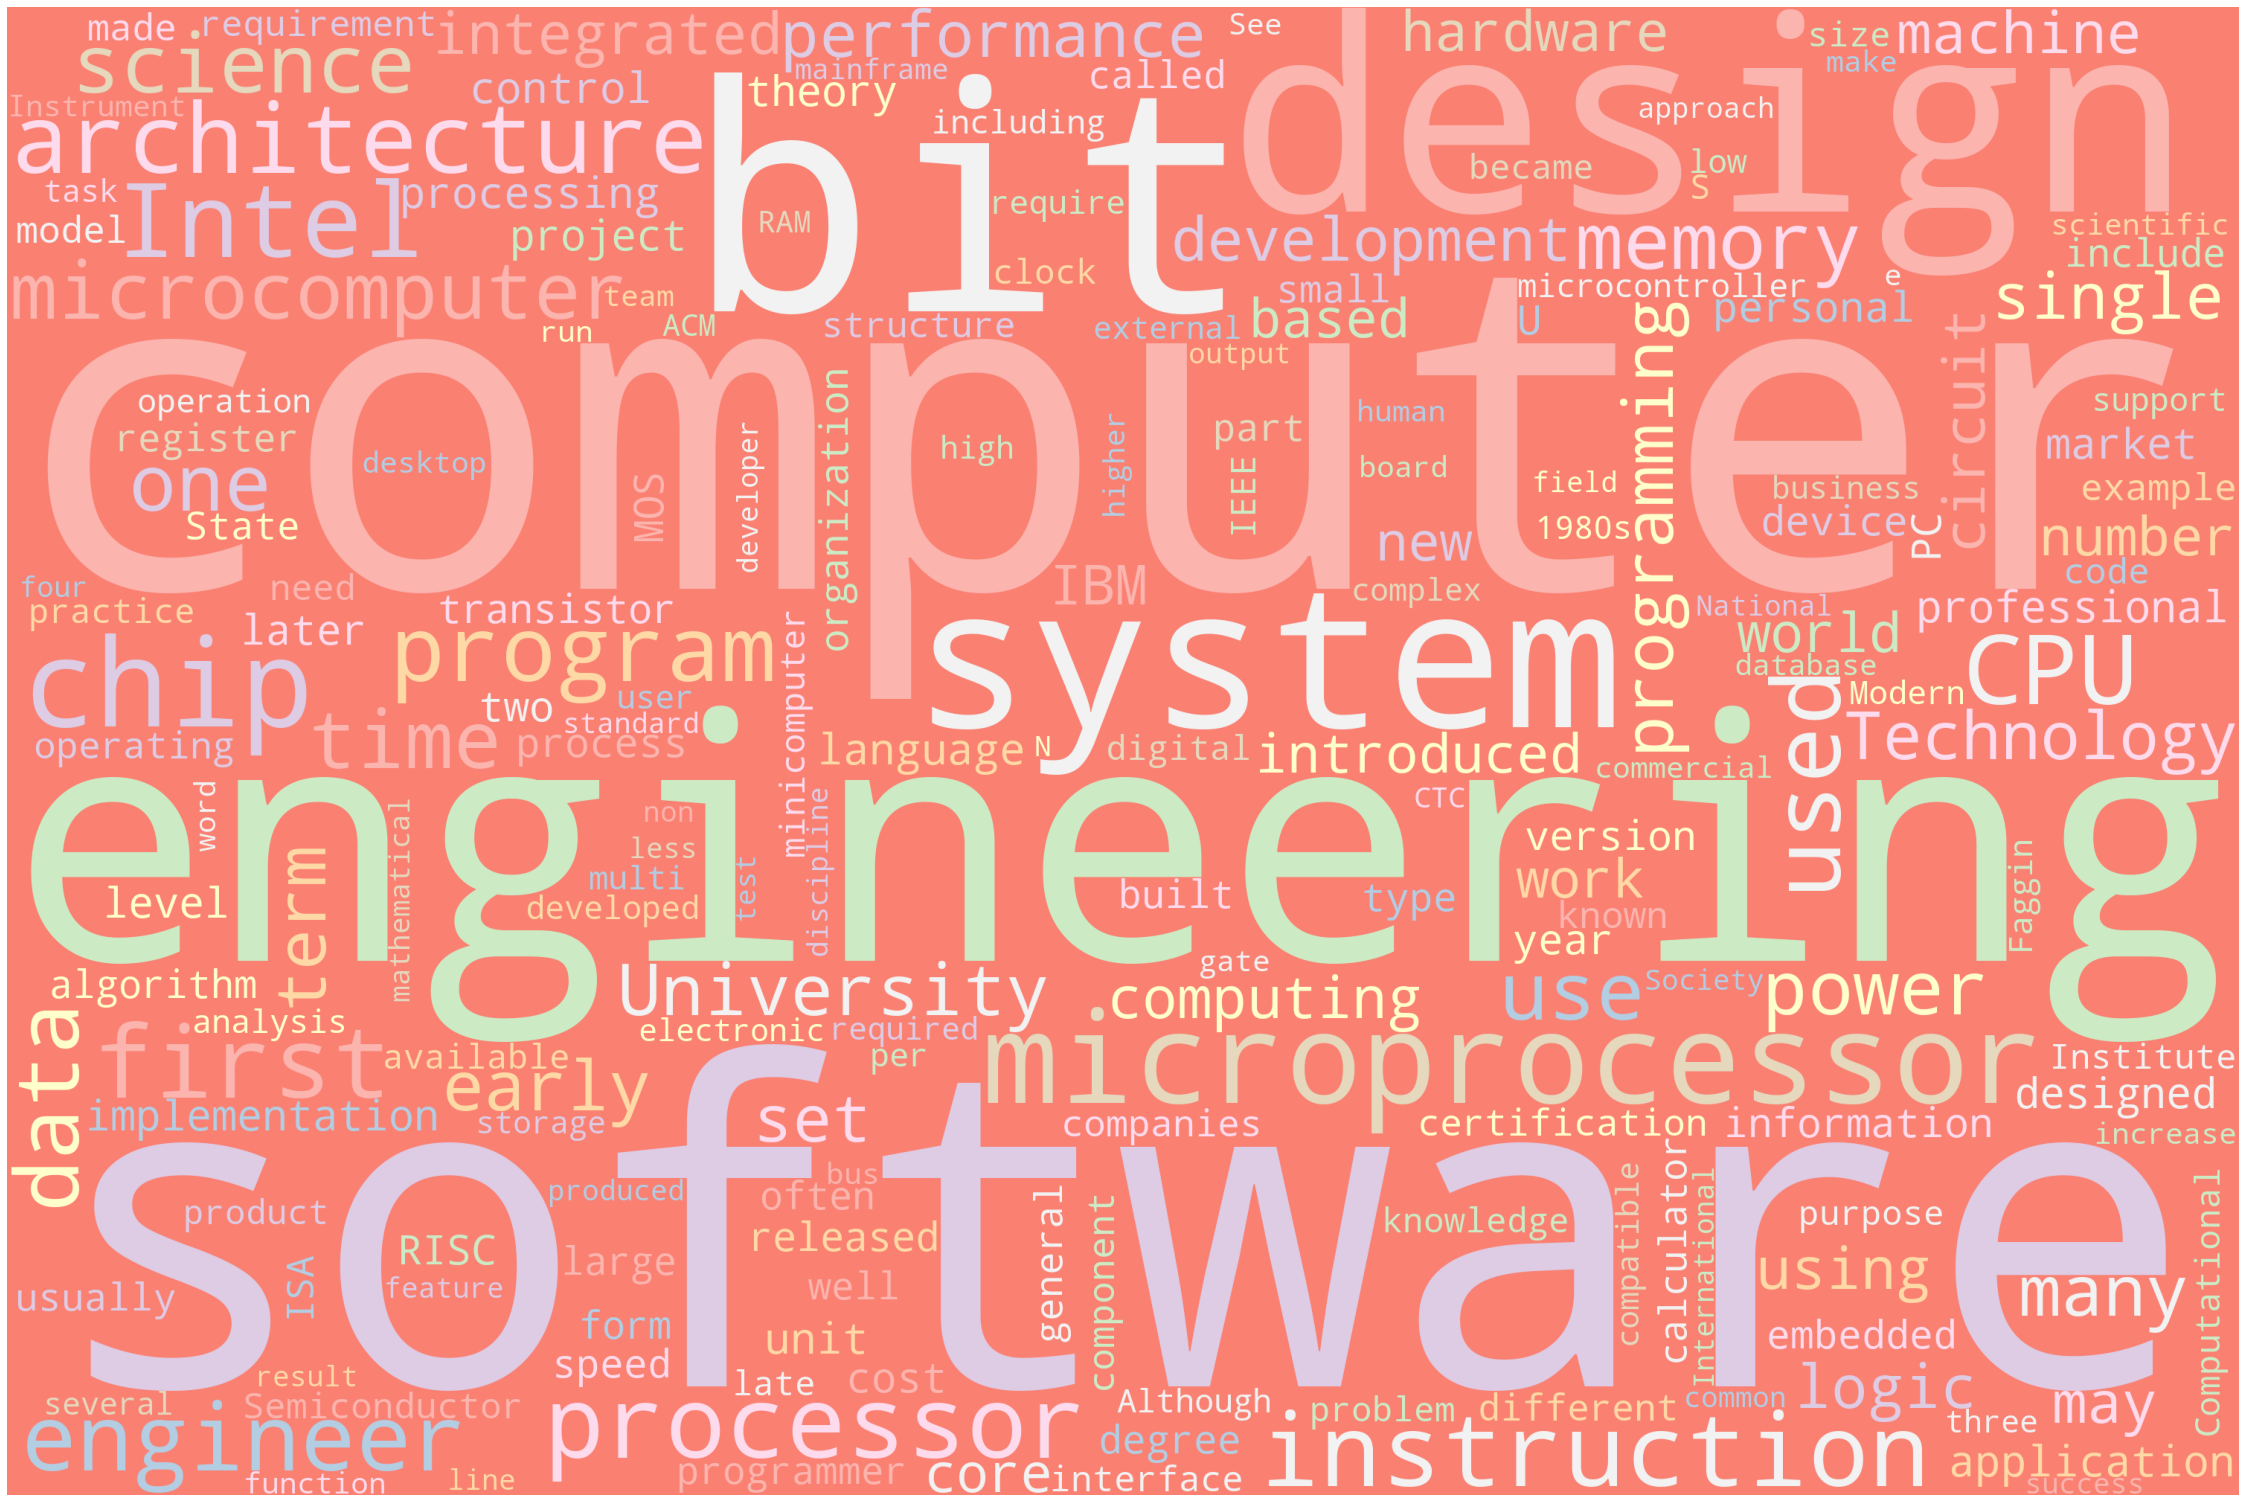 made
requirement
integrated
performance
See
hardware
size
machine
science
mainframe
make
control
theory
called
design
Instrument
architecture
bit
including
approach
task
Intel
processing
became
low
S
model
project
RAM
require
development
memory
scientific
include
microcomputer
team
clock
small
microcontroller
e
personal
single
run
ACM
structure
external
based
U
output
computer
programming
circuit
operation
register
one
State
desktop
MOS
developer
organization
high
higher
part
IEEE
human
board
new
field
1980s
business
device
PC
support
market
example
number
code
four
practice
need
later
transistor
IBM
complex
National
professional
chip
program
minicomputer
system
world
database
Modern
CPU
two
user
standard
operating
time
process
language
N
digital
introduced
commercial
used
Technology
engineering
word
mathematical
non
less
multi
test
discipline
CTC
level
term
developed
built
type
version
work
known
year
Faggin
algorithm
analysis
University
gate
computing
use
Society
power
data
first
available
electronic
required
per
early
microprocessor
Institute
designed
implementation
storage
set
companies
certification
information
increase
software
product
produced
bus
often
knowledge
compatible
calculator
International
purpose
Computational
RISC
feature
ISA
large
released
well
general
component
using
many
usually
form
speed
unit
embedded
result
late
cost
several
Semiconductor
Although
problem
different
common
logic
three
may
engineer
processor
degree
instruction
application
function
line
programmer
core
interface
success